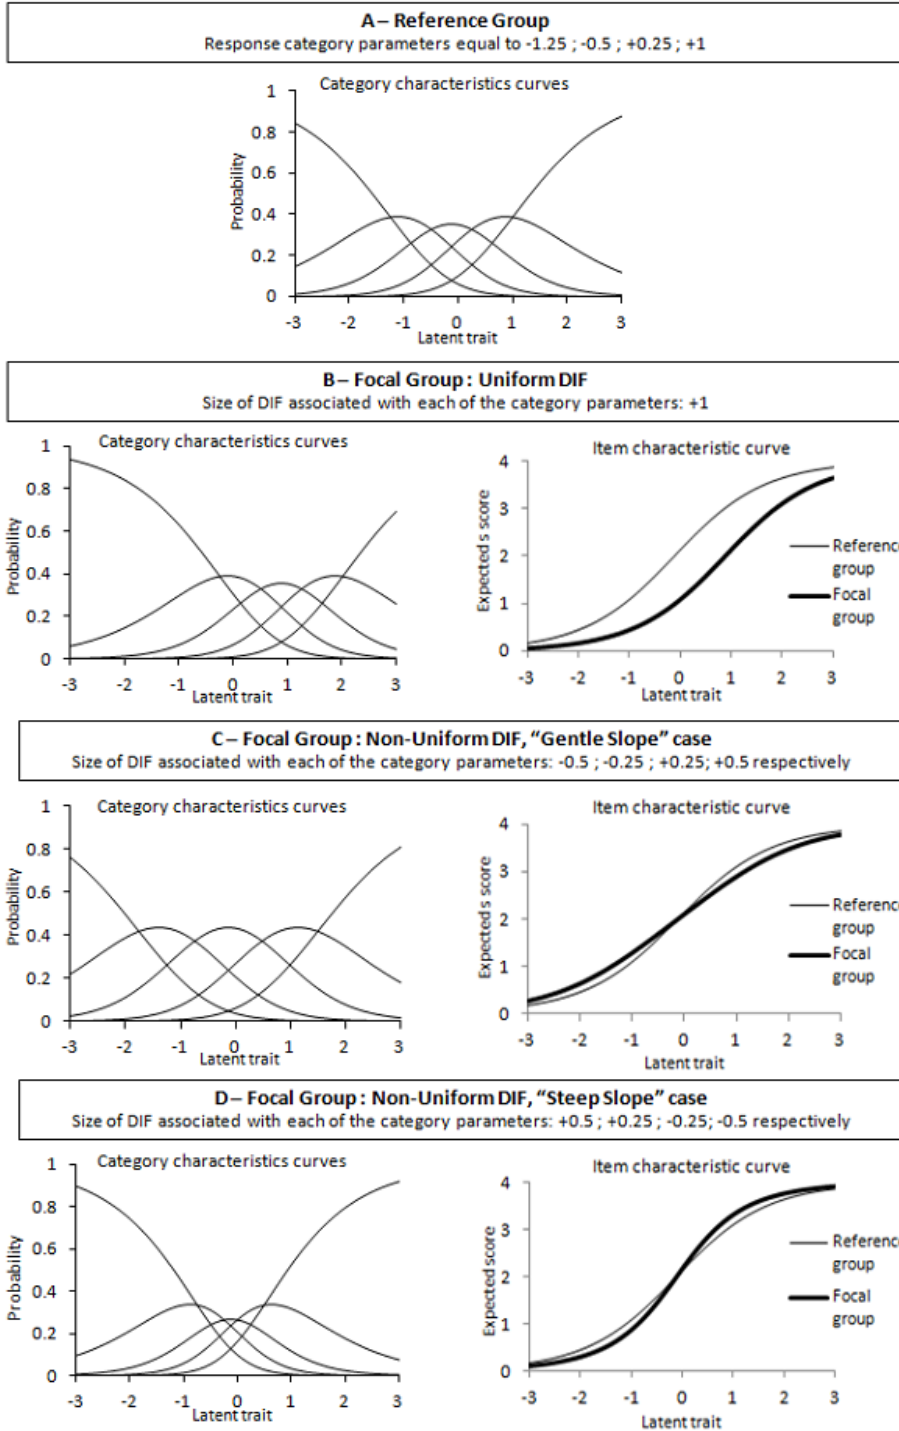 A – Reference Group
Response category parameters equal to -1.25 ; -0.5 ; +0.25 ; +1
Category characteristics curves
Probability
1
0.8
0.6
0.4
0.2
0
-3 -2 -1 0 1 2 3
Latent trait
B – Focal Group : Uniform DIF
Size of DIF associated with each of the category parameters: +1
Category characteristics curves
Probability
1
0.8
0.6
0.4
0.2
0
-3 -2 -1 0 1 2 3
Latent trait
Item characteristic curve
Expected s score
4
3
2
1
0
-3 -2 -1 0 1 2 3
Latent trait
Reference
group
Focal
group
C – Focal Group : Non-Uniform DIF, “Gentle Slope” case
Size of DIF associated with each of the category parameters: -0.5 ; -0.25 ; +0.25; +0.5 respectively
Category characteristics curves
Probability
1
0.8
0.6
0.4
0.2
0
-3 -2 -1 0 1 2 3
Latent trait
Item characteristic curve
Expected s score
4
3
2
1
0
-3 -2 -1 0 1 2 3
Latent trait
Reference
group
Focal
group
D – Focal Group : Non-Uniform DIF, “Steep Slope” case
Size of DIF associated with each of the category parameters: +0.5 ; +0.25 ; -0.25; -0.5 respectively
Category characteristics curves
Probability
1
0.8
0.6
0.4
0.2
0
-3 -2 -1 0 1 2 3
Latent trait
Item characteristic curve
Expected s score
4
3
2
1
0
-3 -2 -1 0 1 2 3
Latent trait
Reference
group
Focal
group